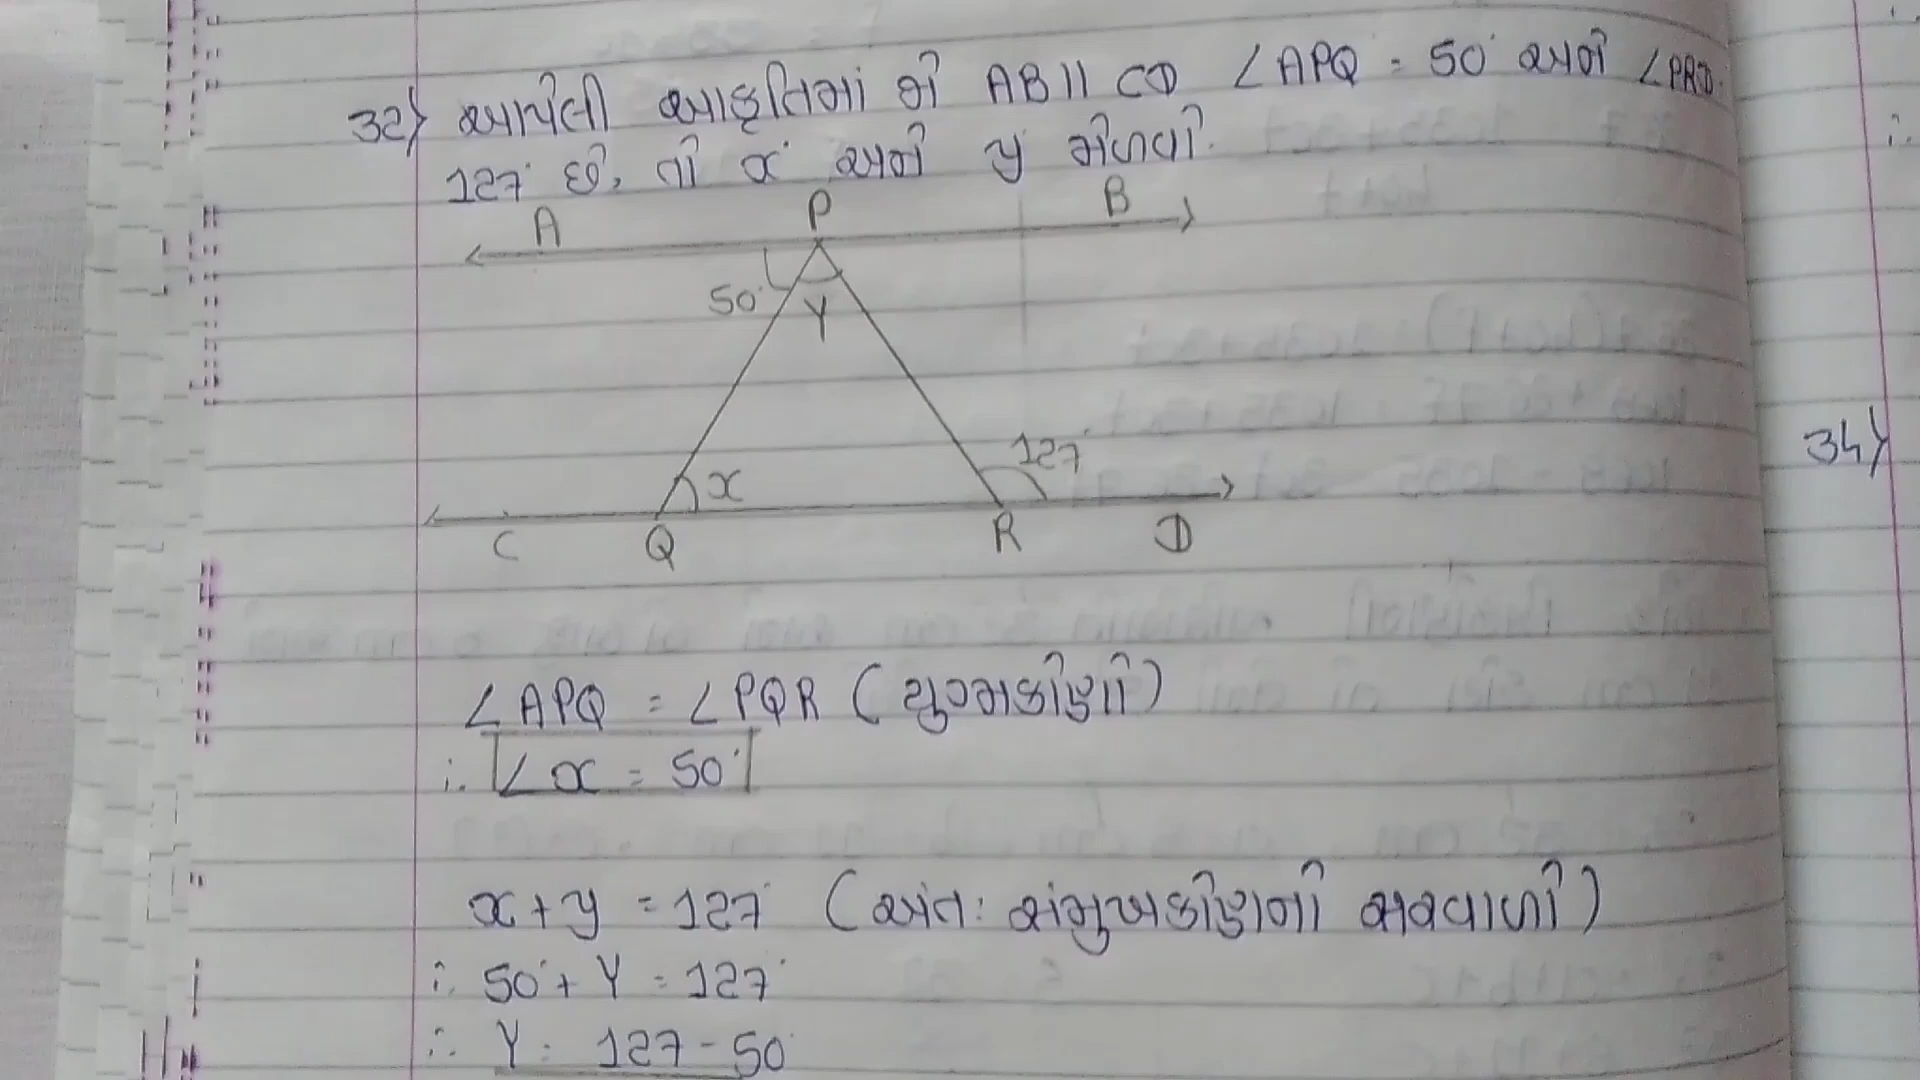 32) આપેલી આકૃતિમાં જો AB || CD ∠APQ = 50° અને ∠PRD =
127° છે, તો x અને y મેળવો.
A P B
50° Y
x 127
C Q R D
34)
∠APQ = ∠PQR (યુગ્મકોણો)
∴ ∠x = 50°
x + y = 127° (અંતઃ સંમુખકોણનો સરવાળો)
∴ 50° + Y = 127°
∴ Y = 127 - 50°